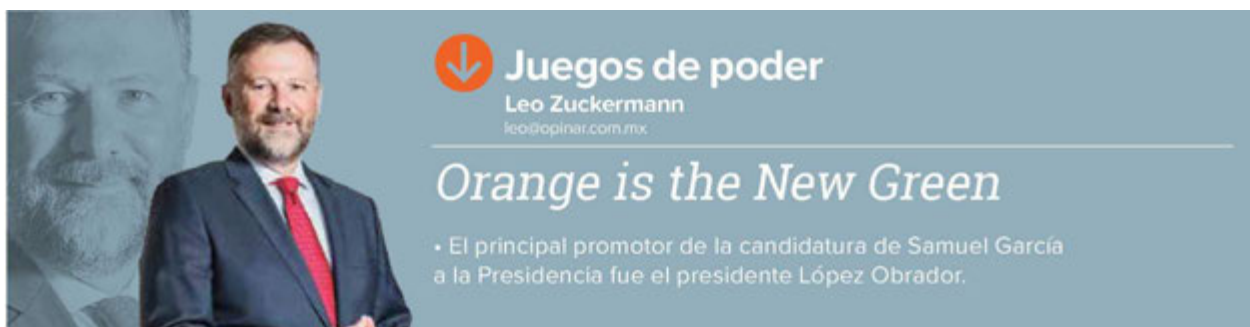 Juegos de poder
Leo Zuckermann
leo@opinar.com.mx
Orange is the New Green
• El principal promotor de la candidatura de Samuel García
a la Presidencia fue el presidente López Obrador.